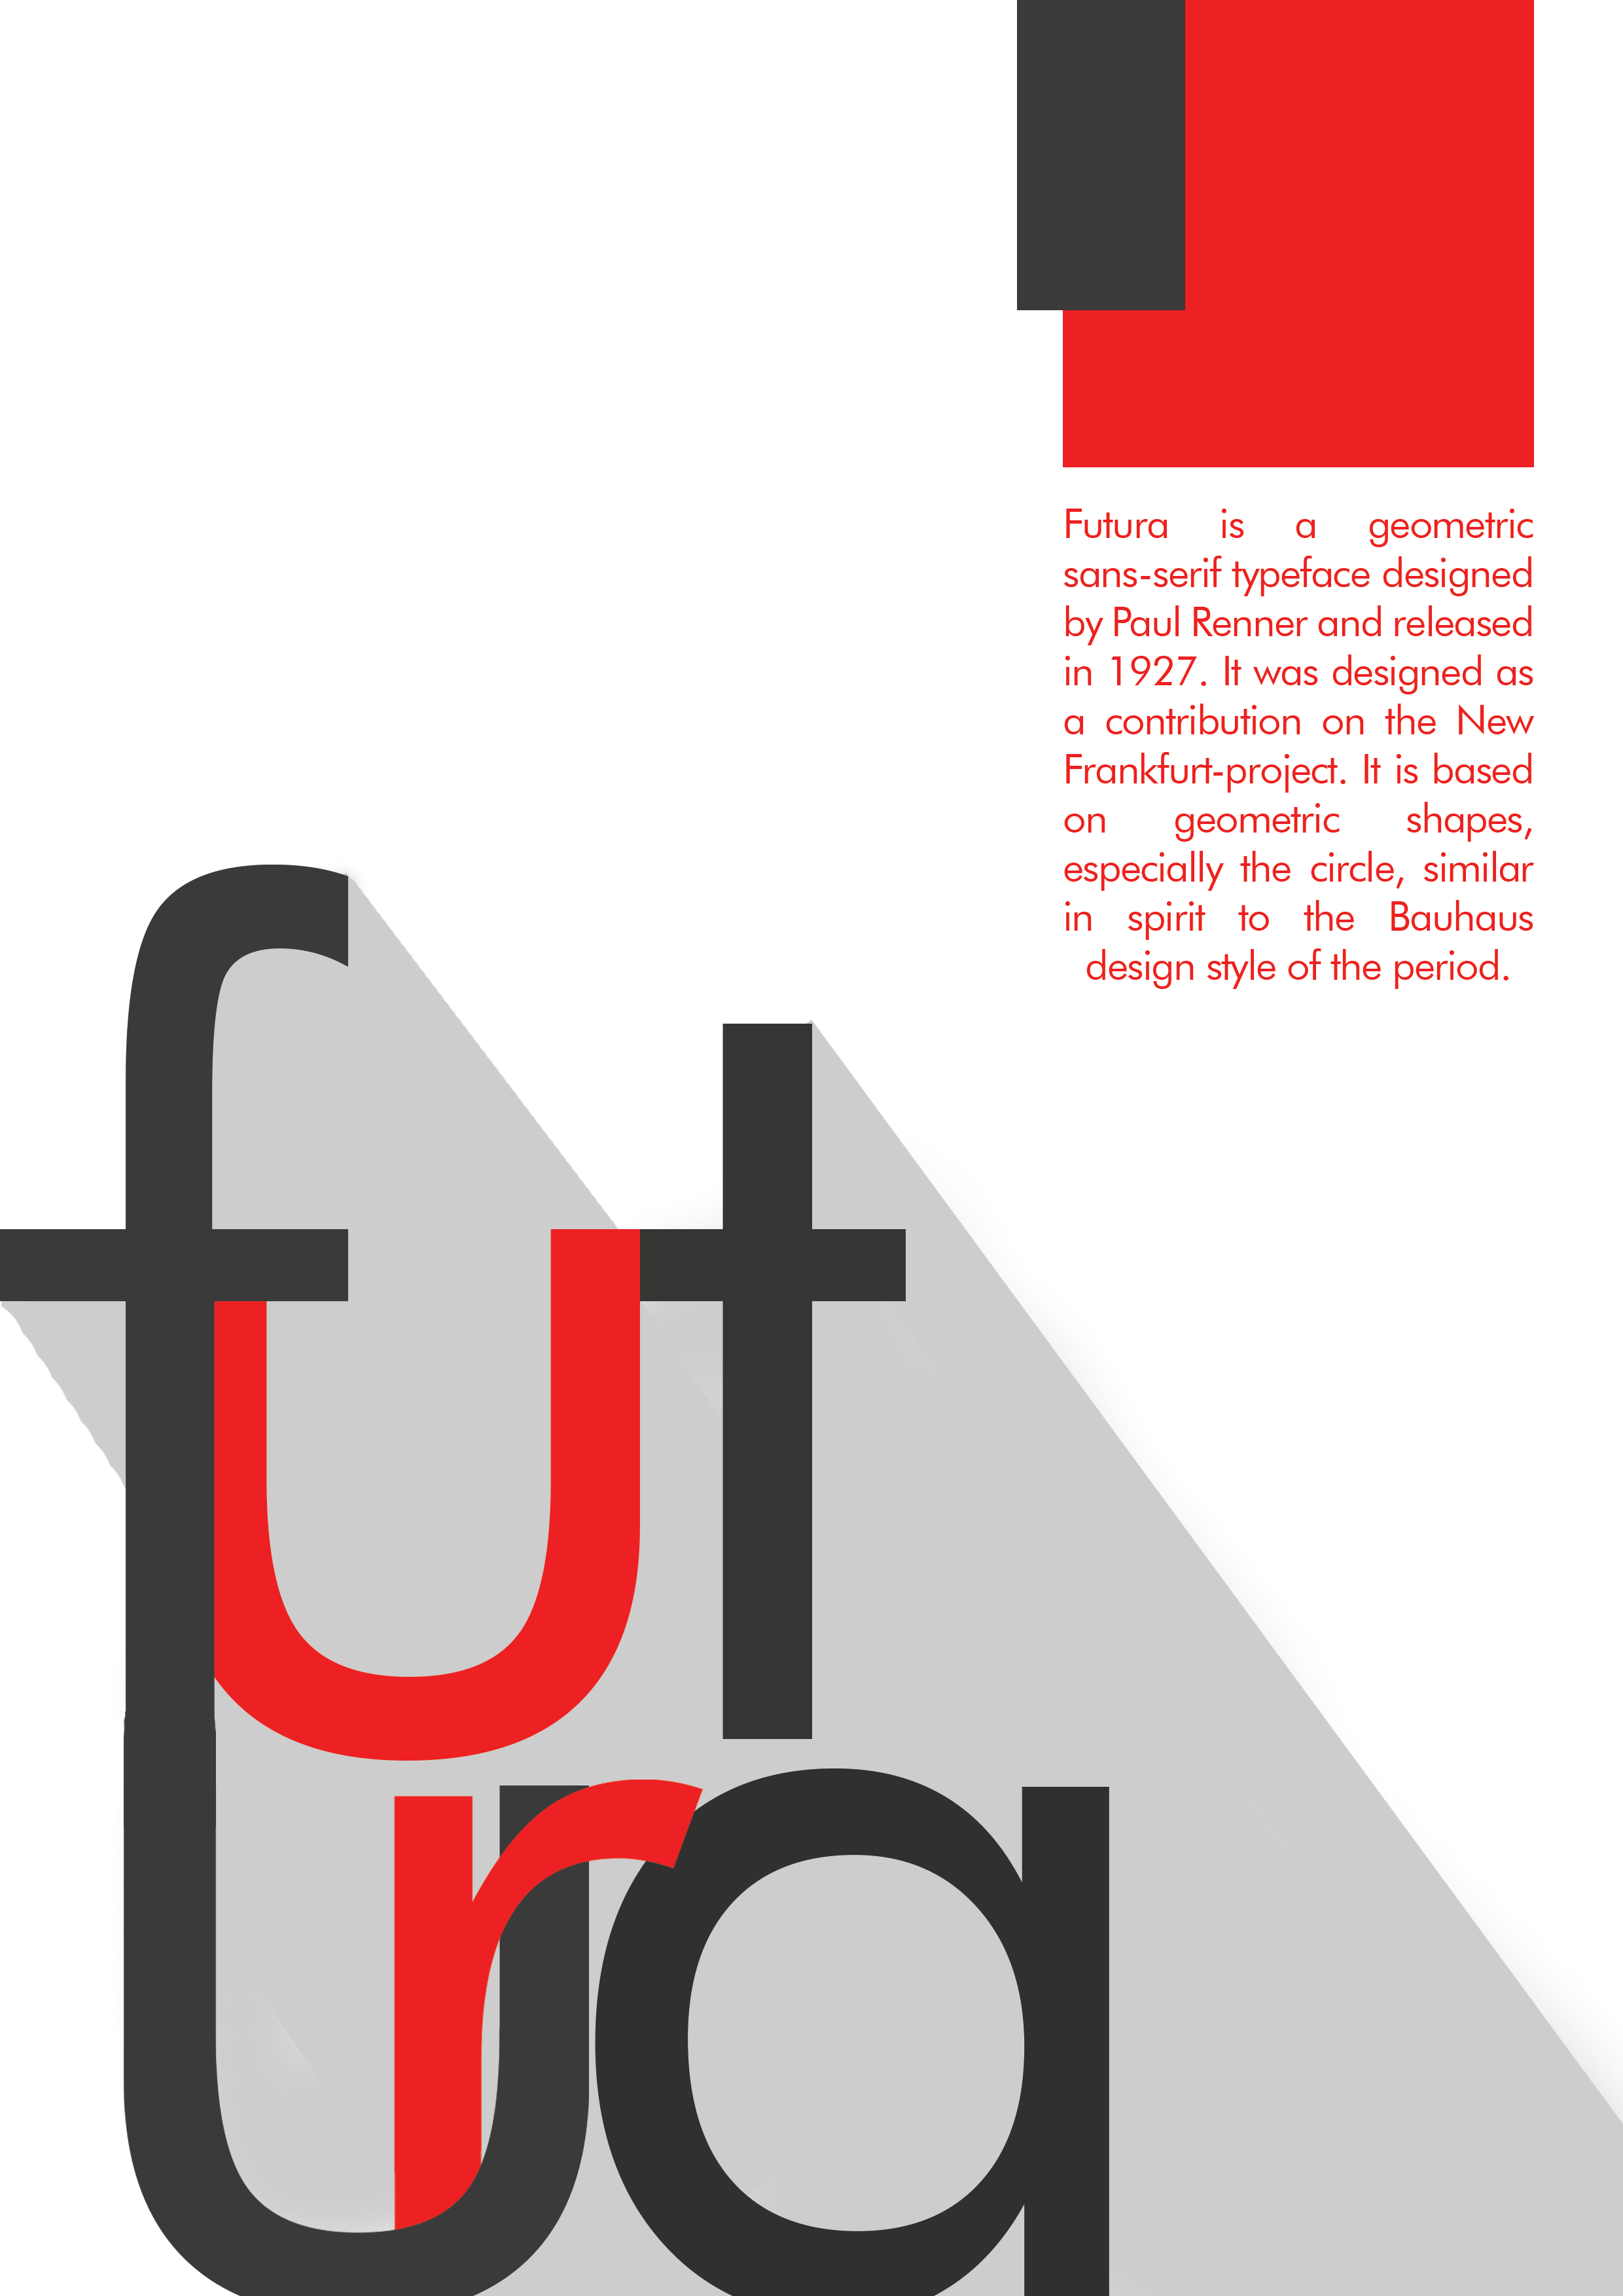 Futura is a geometric
sans-serif typeface designed
by Paul Renner and released
in 1927. It was designed as
a contribution on the New
Frankfurt-project. It is based
on geometric shapes,
especially the circle, similar
in spirit to the Bauhaus
design style of the period.
fut
ura